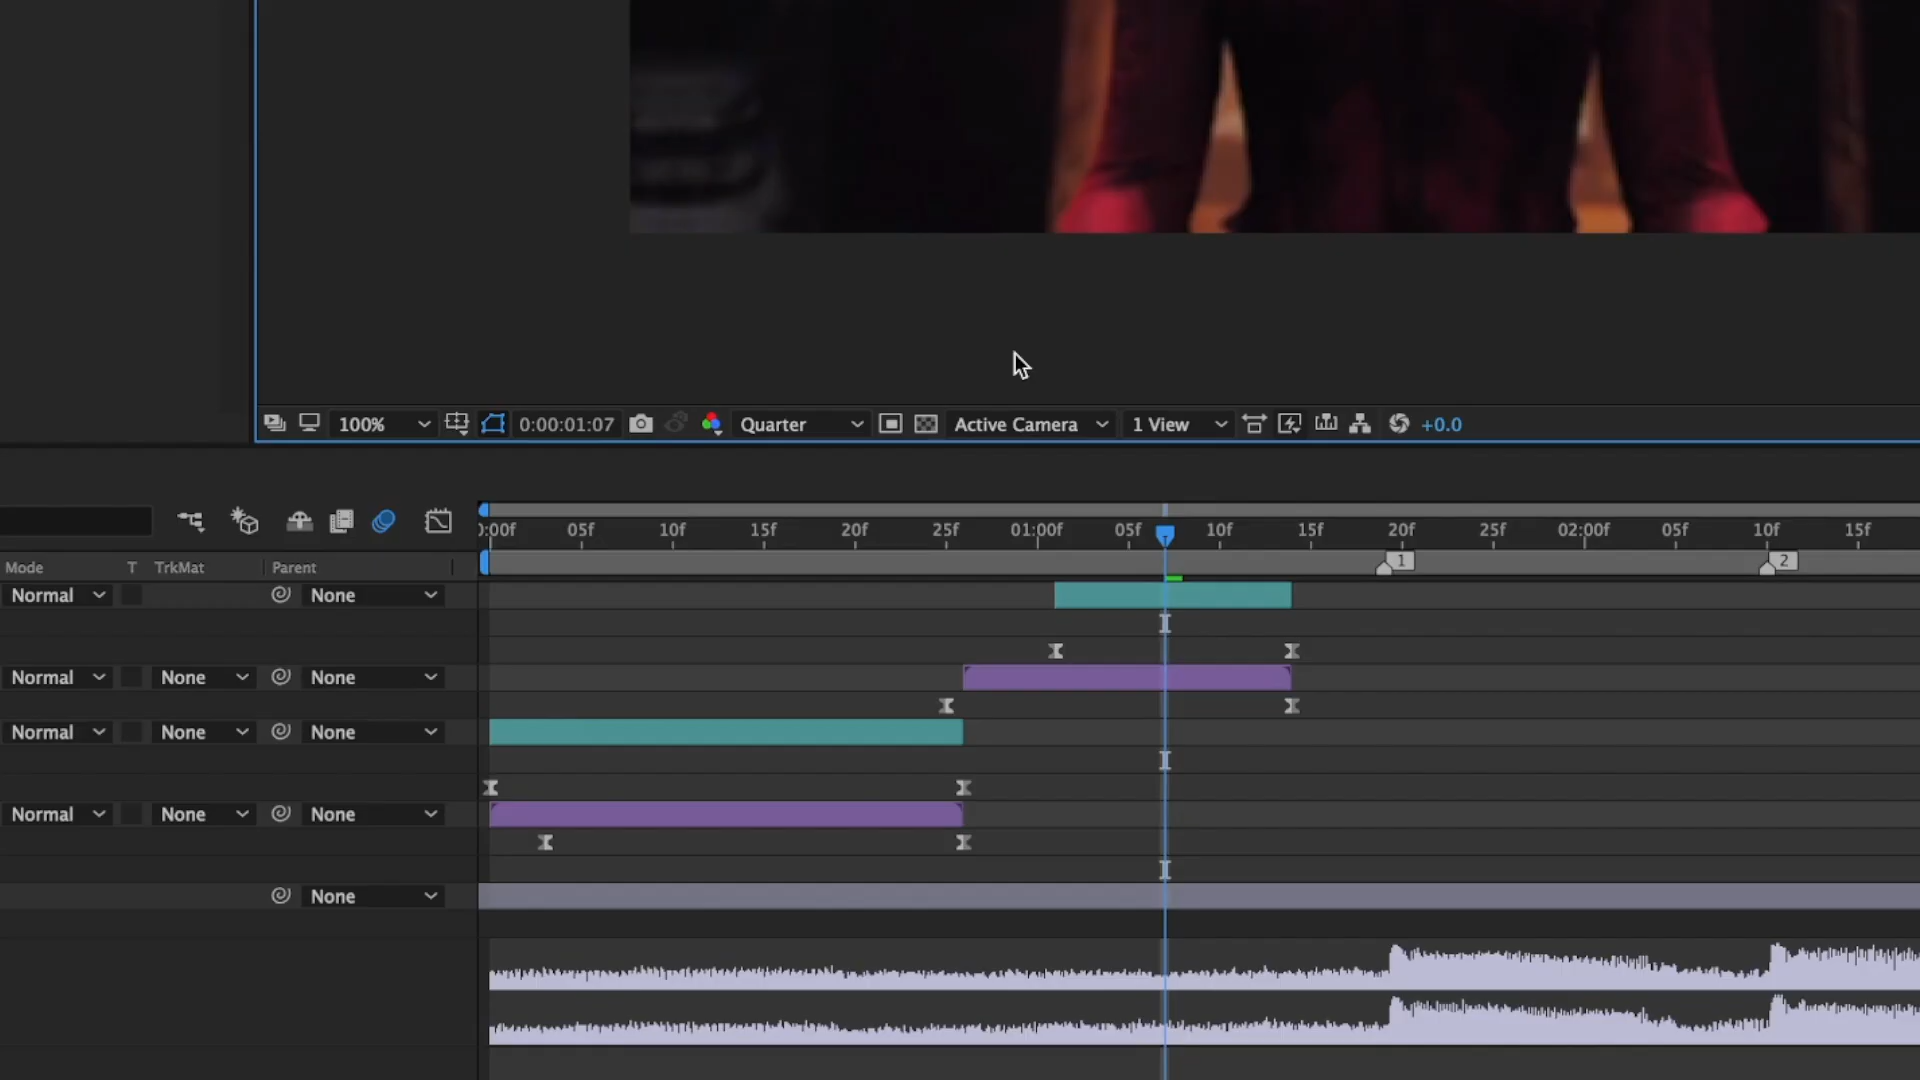 100% 0:00:01:07 Quarter Active Camera 1 View +0.0
0:00f 05f 10f 15f 20f 25f 01:00f 05f 10f 15f 20f 25f 02:00f 05f 10f 15f
1 2
Mode T TrkMat Parent
Normal None
Normal None None
Normal None None
Normal None None
None